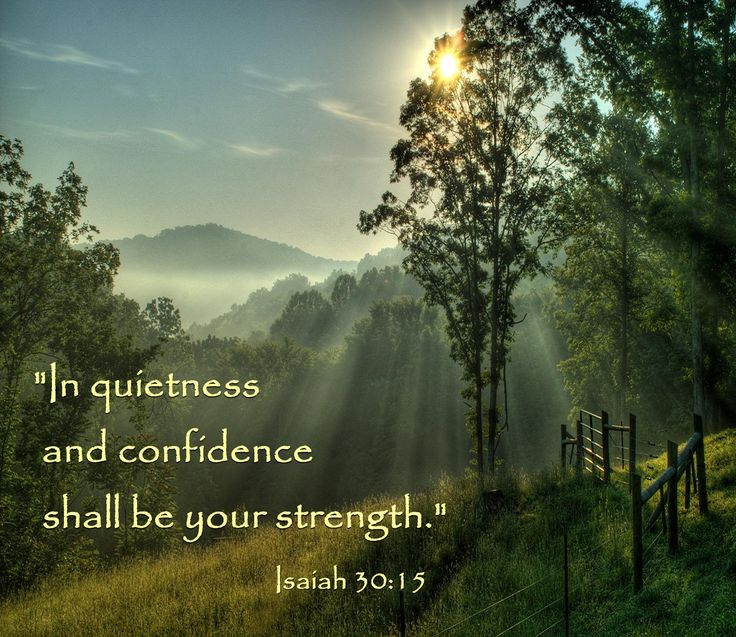 "In quietness
and confidence
shall be your strength."
Isaiah 30:15